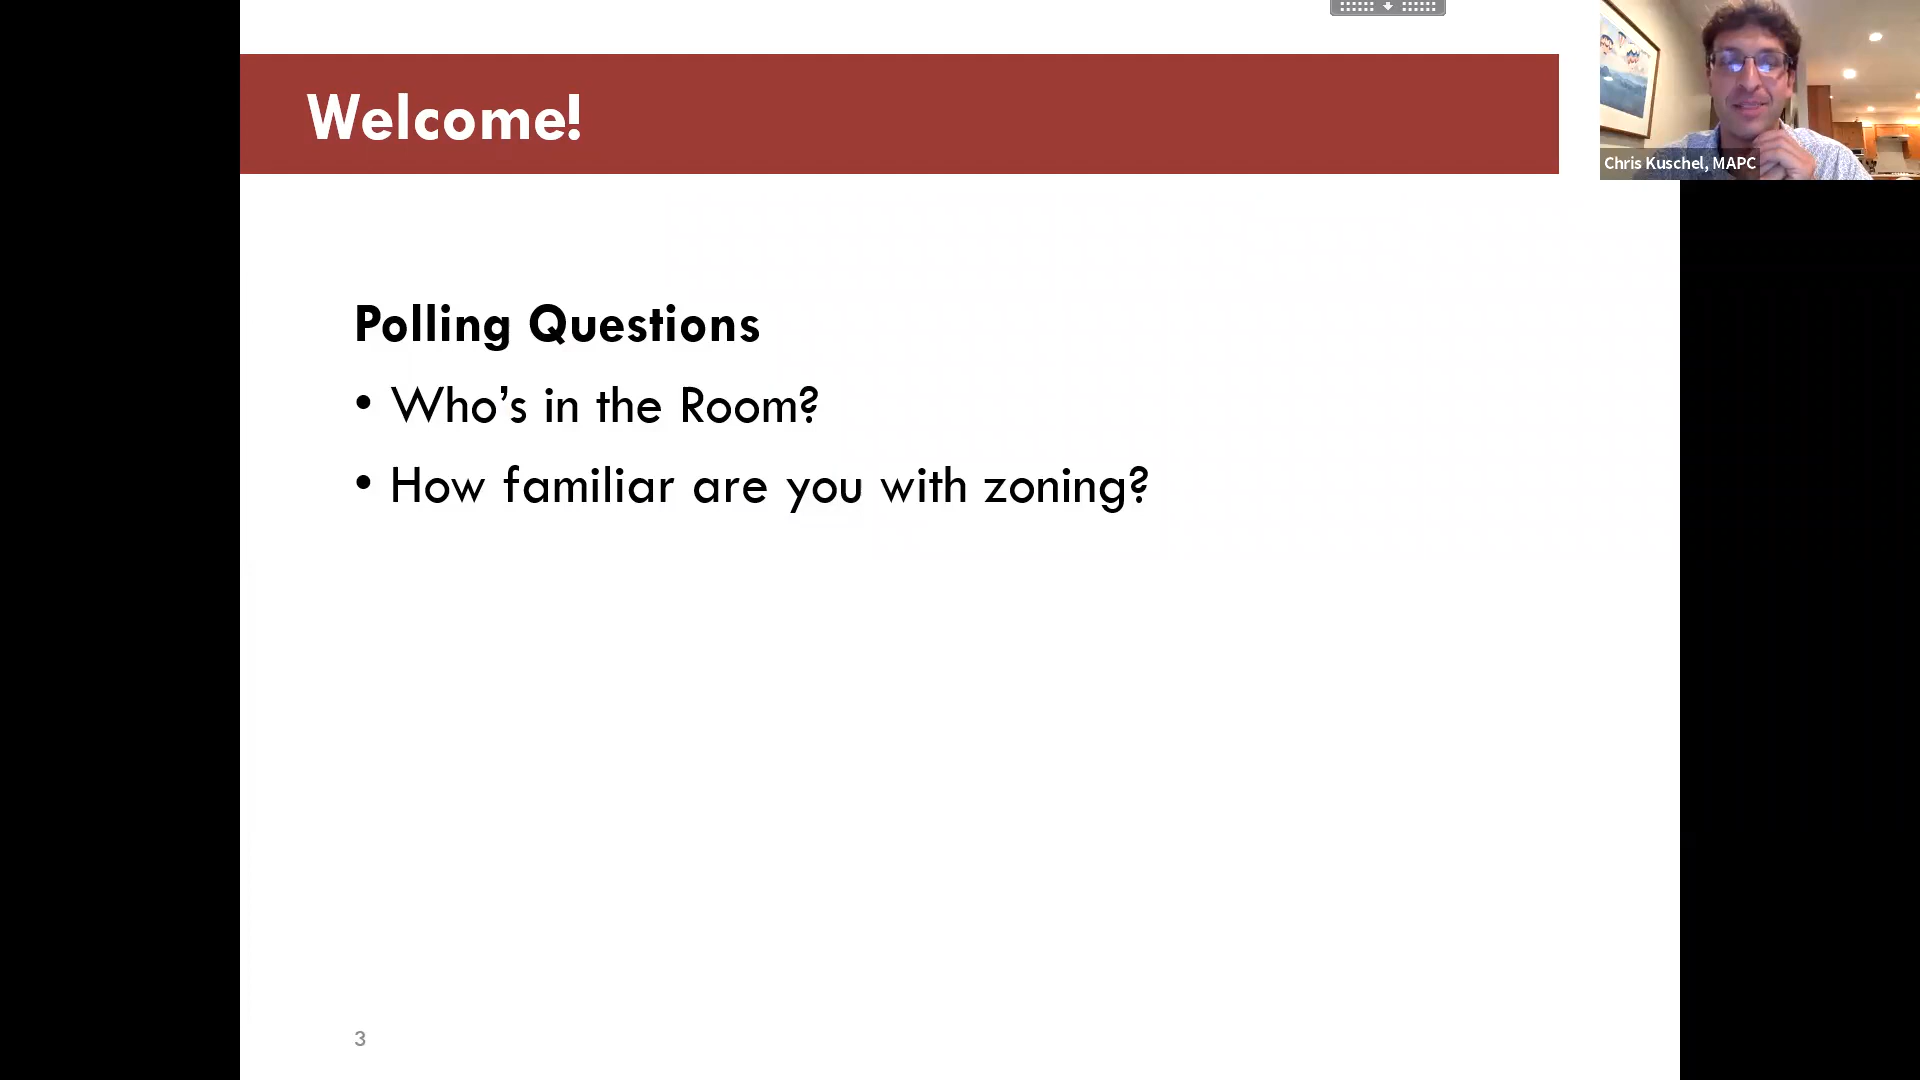 Welcome!
Chris Kuschel, MAPC
Polling Questions
• Who's in the Room?
• How familiar are you with zoning?
3